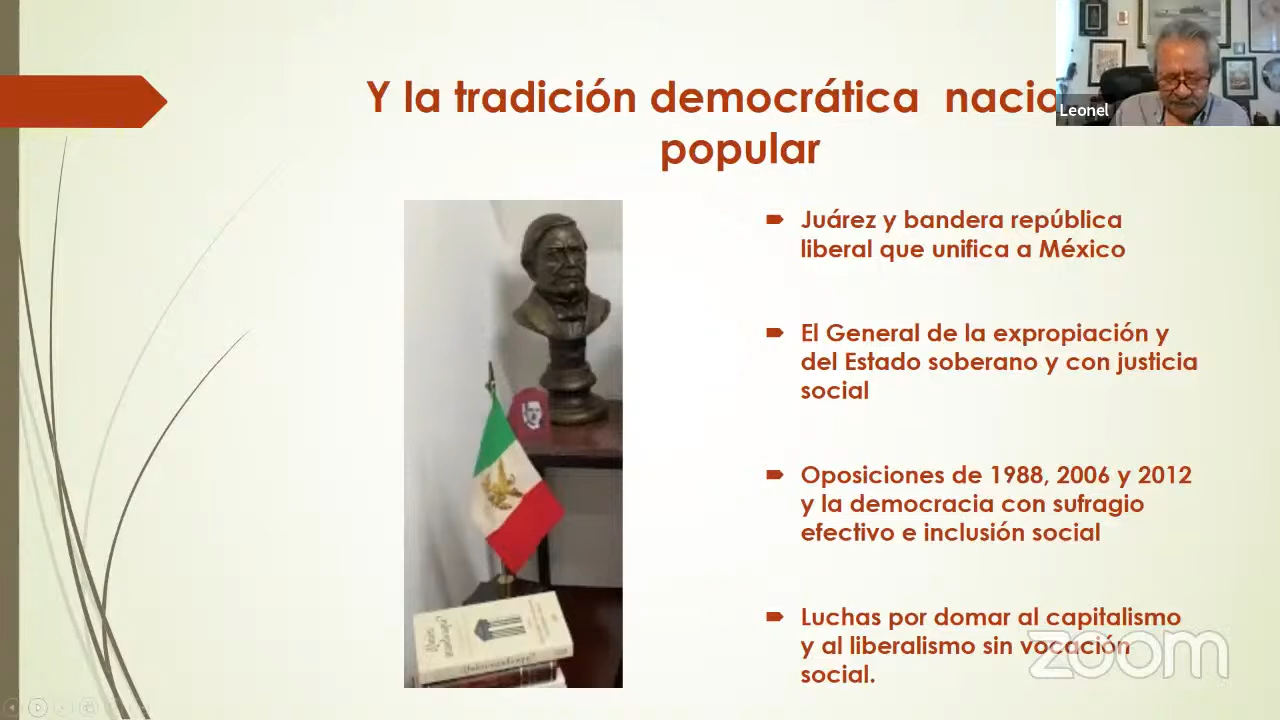 Y la tradición democrática nacio
popular
Leonel
Juárez y bandera república
liberal que unifica a México
El General de la expropiación y
del Estado soberano y con justicia
social
Oposiciones de 1988, 2006 y 2012
y la democracia con sufragio
efectivo e inclusión social
Luchas por domar al capitalismo
y al liberalismo sin vocación
social.
zoom